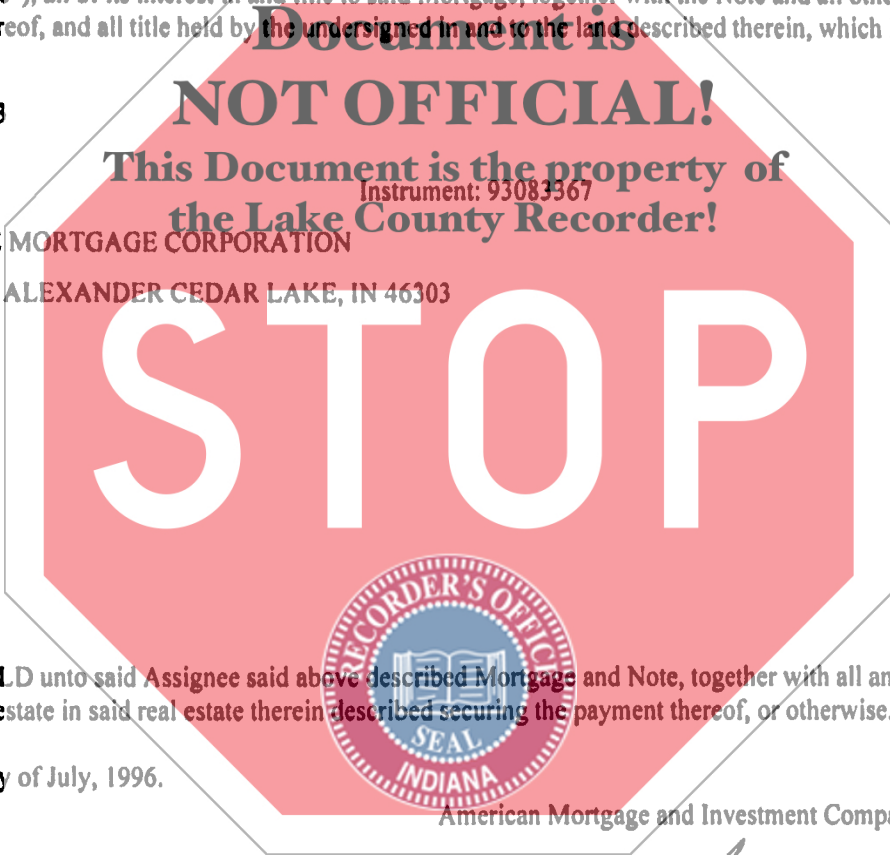 Document is
eof, and all title held by the undersigned in and to the land described therein, which
NOT OFFICIAL!
This Document is the property of
Instrument: 93083367
the Lake County Recorder!
MORTGAGE CORPORATION
ALEXANDER CEDAR LAKE, IN 46303
STOP
RECORDER'S OFFICE
LD unto said Assignee said above described Mortgage and Note, together with all an
estate in said real estate therein described securing the payment thereof, or otherwise.
SEAL
INDIANA
y of July, 1996.
American Mortgage and Investment Compa